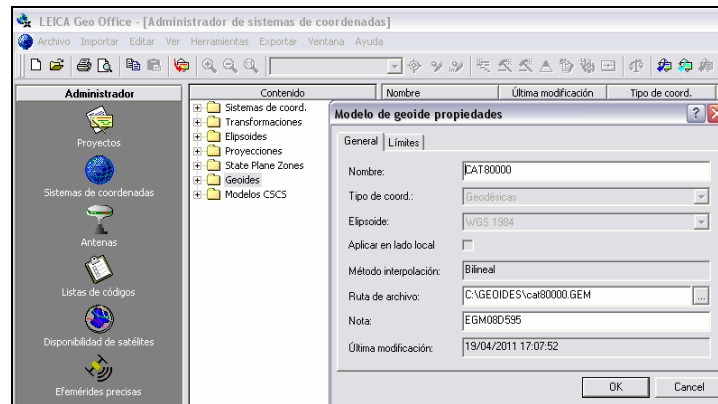 LEICA Geo Office - [Administrador de sistemas de coordenadas]
Archivo Importar Editar Ver Herramientas Exportar Ventana Ayuda
Administrador
Contenido Nombre Última modificación Tipo de coord.
Proyectos
Sistemas de coordenadas
Antenas
Listas de códigos
Disponibilidad de satélites
Efemérides precisas
Sistemas de coord.
Transformaciones
Elipsoides
Proyecciones
State Plane Zones
Geoides
Modelos CSCS
Modelo de geoide propiedades
General Límites
Nombre: CAT80000
Tipo de coord.: Geodésicas
Elipsoide: WGS 1984
Aplicar en lado local
Método interpolación: Bilineal
Ruta de archivo: C:\GEOIDES\cat80000.GEM ...
Nota: EGM08D595
Última modificación: 19/04/2011 17:07:52
OK Cancel